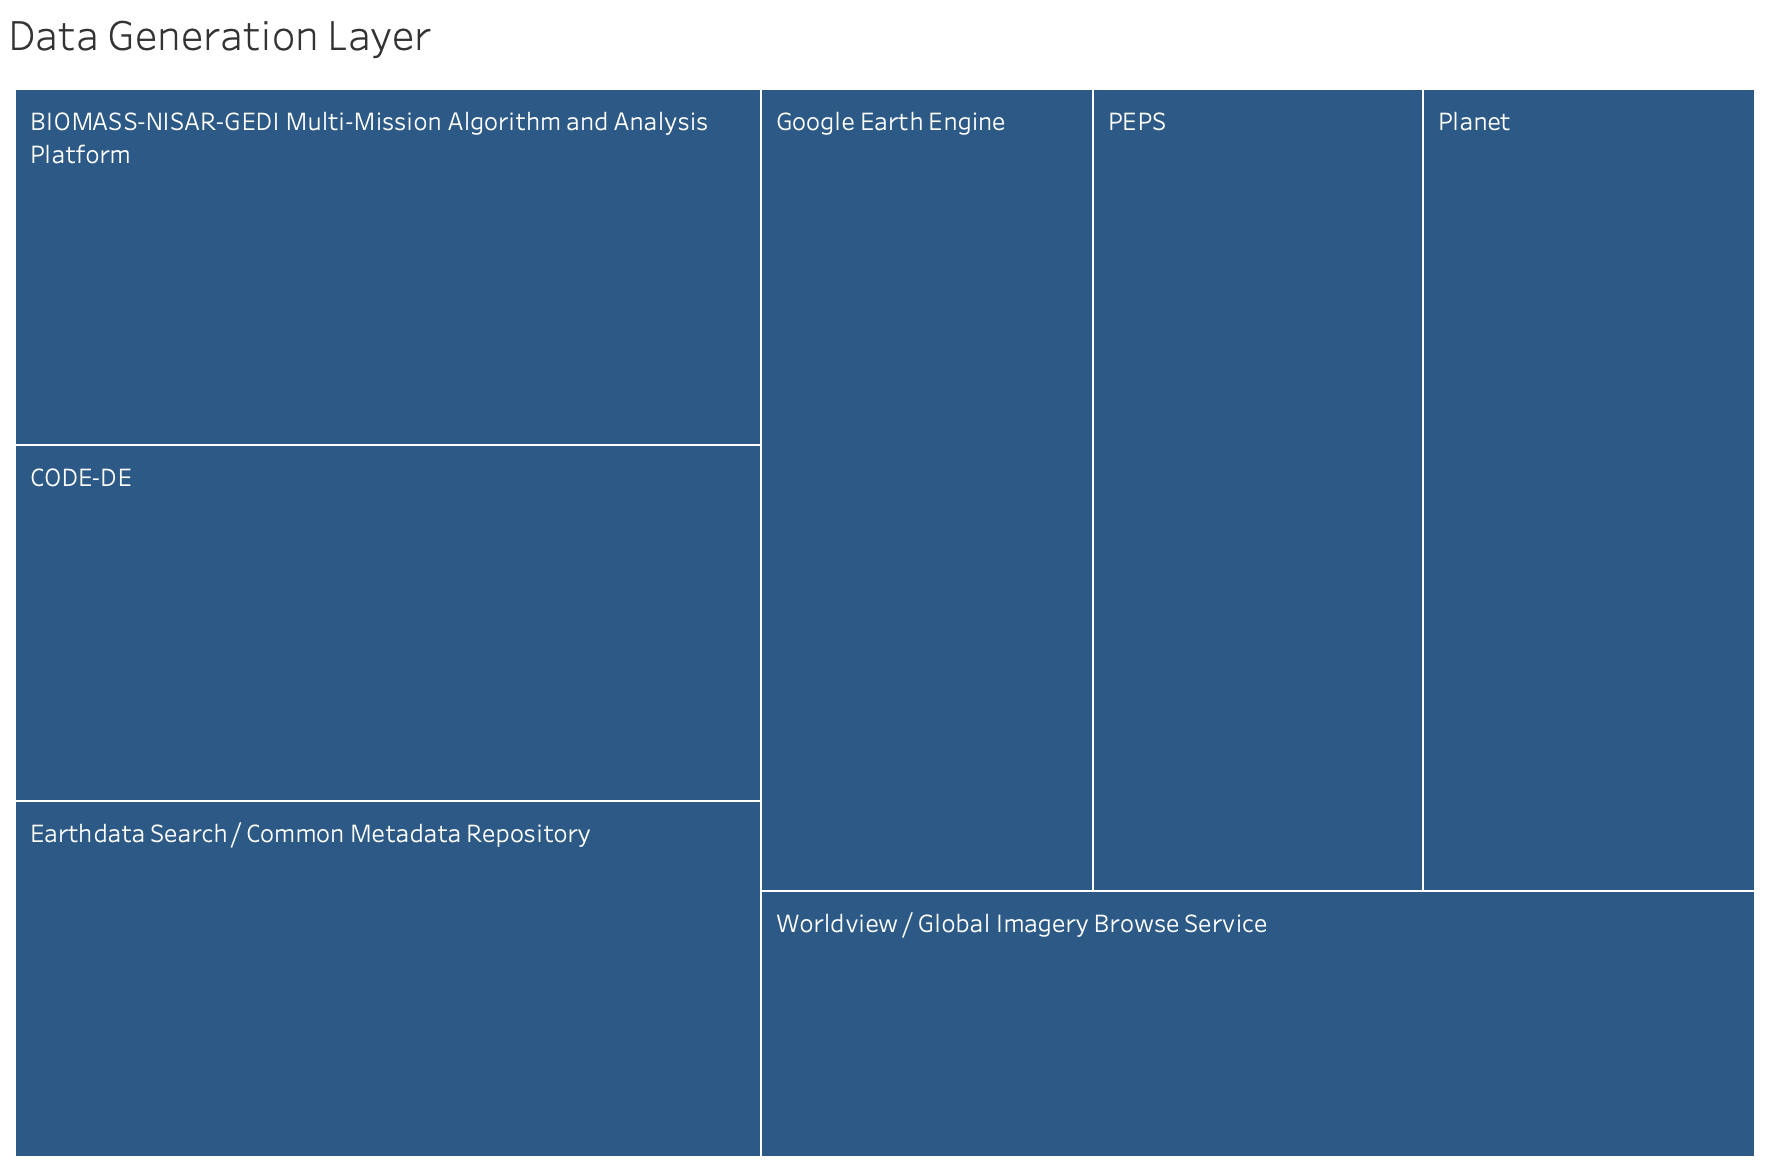 Data Generation Layer
BIOMASS-NISAR-GEDI Multi-Mission Algorithm and Analysis
Platform
CODE-DE
Earthdata Search / Common Metadata Repository
Google Earth Engine
PEPS
Planet
Worldview / Global Imagery Browse Service